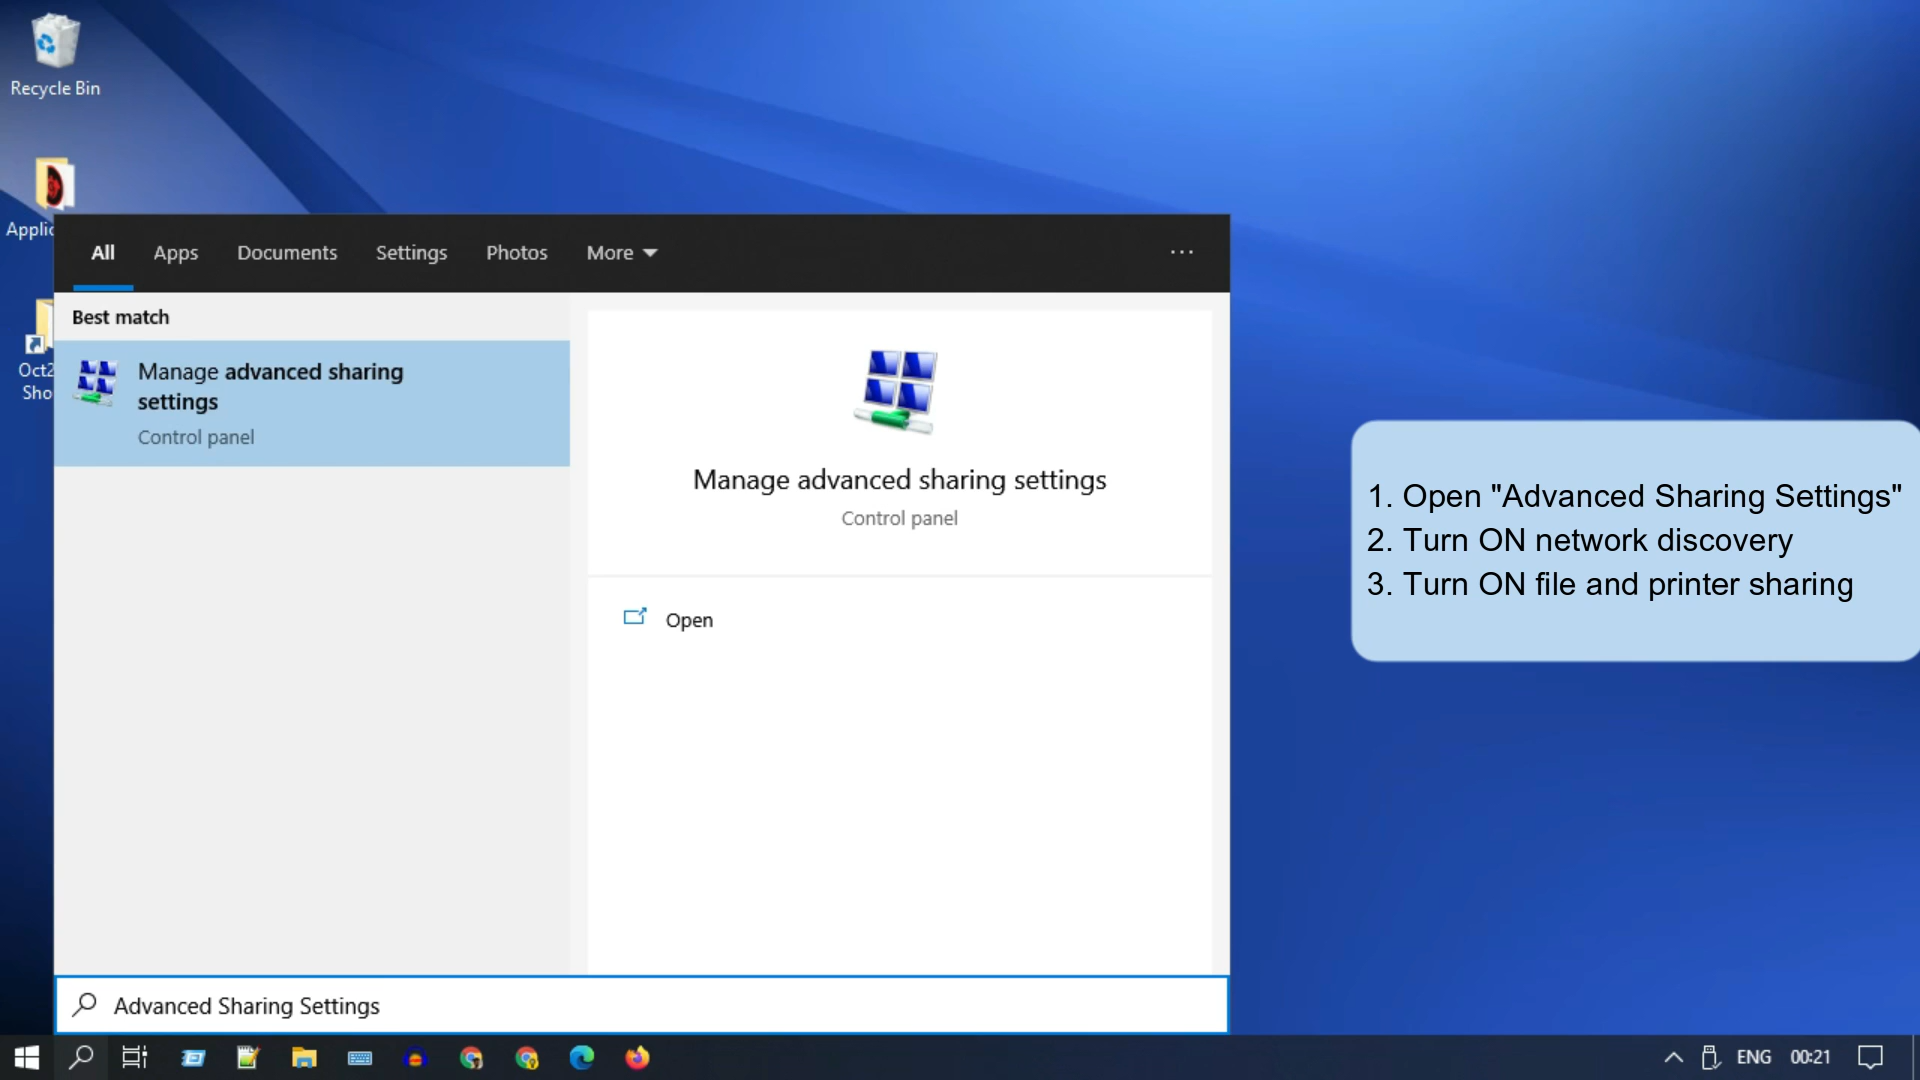 Recycle Bin
Applic
Oct2
Sho
All Apps Documents Settings Photos More ...
Best match
Manage advanced sharing
settings
Control panel
Manage advanced sharing settings
Control panel
Open
1. Open "Advanced Sharing Settings"
2. Turn ON network discovery
3. Turn ON file and printer sharing
Advanced Sharing Settings
ENG 00:21